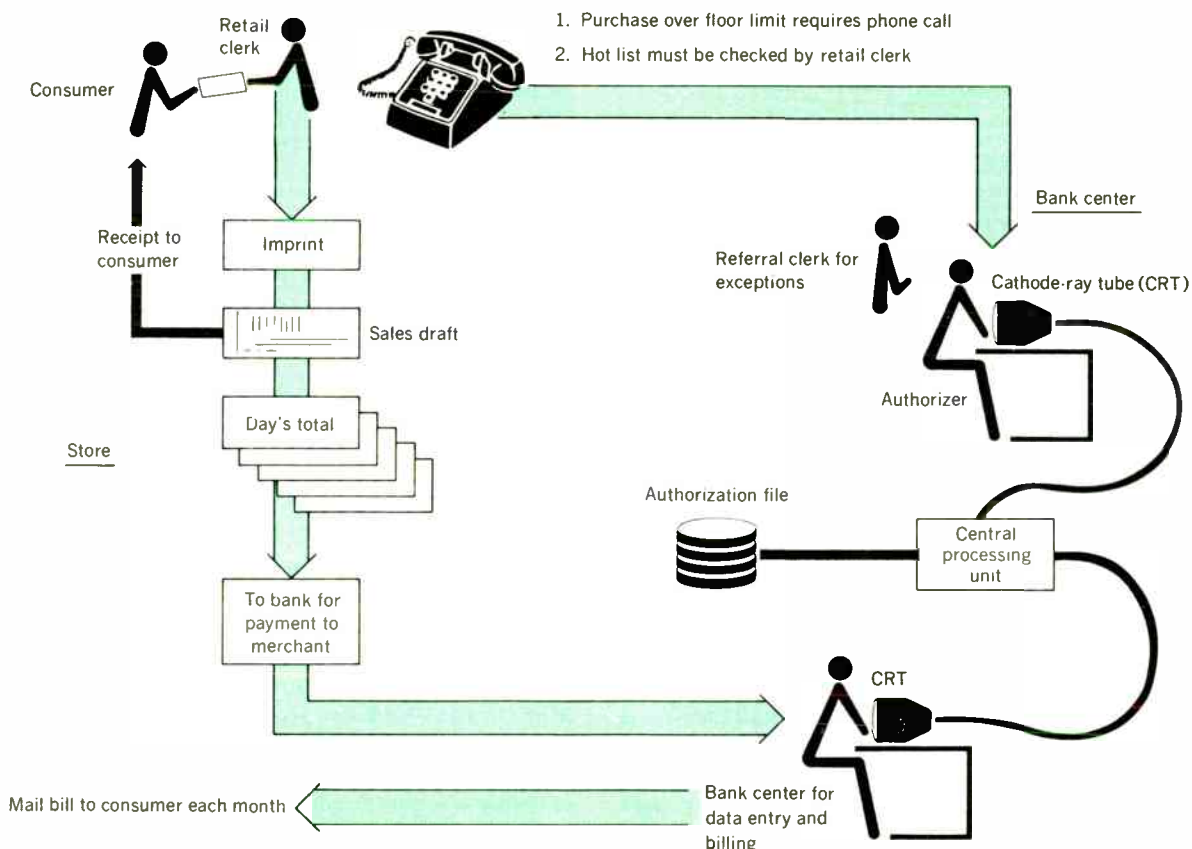 Retail
clerk
1. Purchase over floor limit requires phone call
2. Hot list must be checked by retail clerk
Consumer
Bank center
Imprint
Receipt to
consumer
Referral clerk for
exceptions
Cathode-ray tube (CRT)
Sales draft
Authorizer
Day's total
Store
Authorization file
Central
processing
unit
To bank for
payment to
merchant
CRT
Mail bill to consumer each month
Bank center for
data entry and
billing